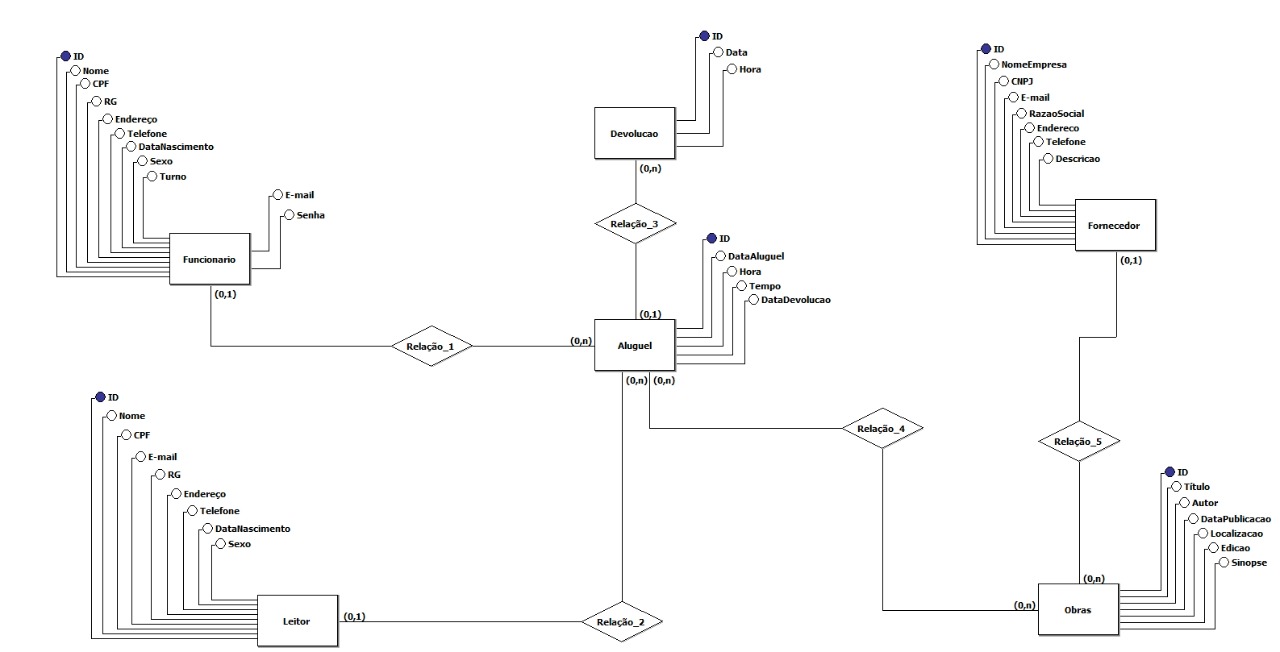 ID
Nome
CPF
RG
Endereço
Telefone
DataNascimento
Sexo
Turno
E-mail
Senha
Funcionario
(0,1)
Relação_1
(0,n)
ID
Data
Hora
Devolucao
(0,n)
Relação_3
(0,1)
ID
DataAluguel
Hora
Tempo
DataDevolucao
Aluguel
(0,n)
(0,n)
ID
NomeEmpresa
CNPJ
E-mail
RazaoSocial
Endereco
Telefone
Descricao
Fornecedor
(0,1)
Relação_5
(0,n)
Relação_4
(0,n)
ID
Título
Autor
DataPublicacao
Localizacao
Edicao
Sinopse
Obras
ID
Nome
CPF
E-mail
RG
Endereço
Telefone
DataNascimento
Sexo
Leitor
(0,1)
Relação_2